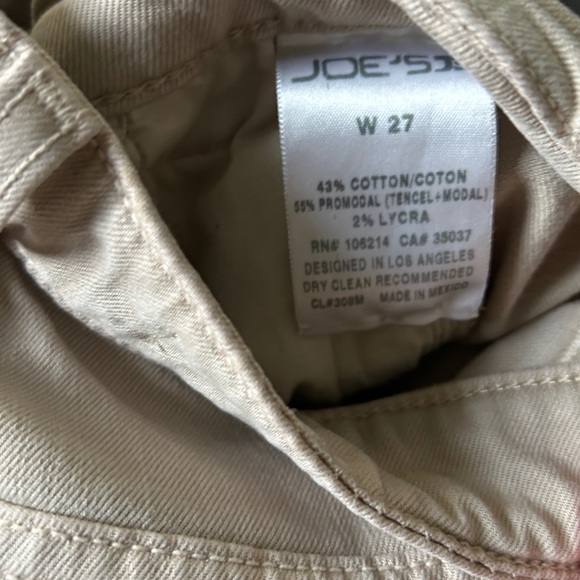 JOE'S
W 27
43% COTTON/COTON
55% PROMODAL (TENCEL+MODAL)
2% LYCRA
RN# 106214 CA# 35037
DESIGNED IN LOS ANGELES
DRY CLEAN RECOMMENDED
CL#308M MADE IN MEXICO